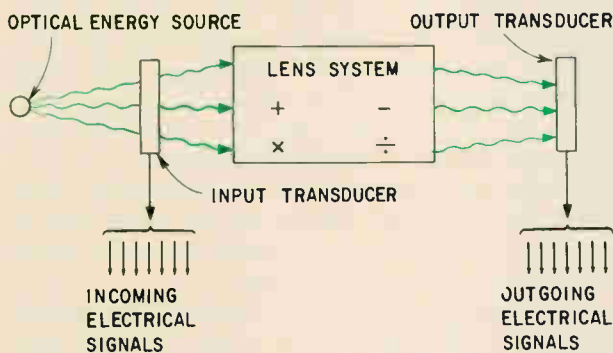 OPTICAL ENERGY SOURCE
OUTPUT TRANSDUCER
LENS SYSTEM
+ -
× ÷
INPUT TRANSDUCER
INCOMING
ELECTRICAL
SIGNALS
OUTGOING
ELECTRICAL
SIGNALS